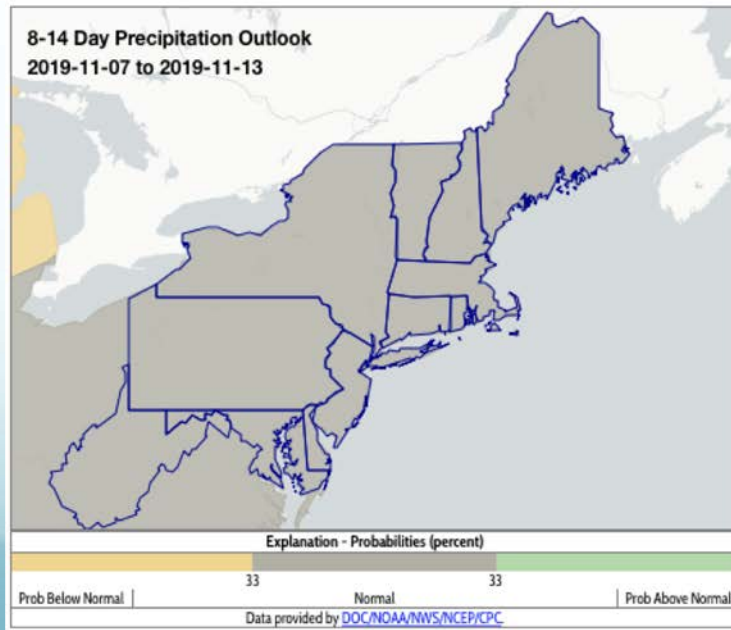 8-14 Day Precipitation Outlook
2019-11-07 to 2019-11-13
Explanation - Probabilities (percent)
33 33
Prob Below Normal Normal Prob Above Normal
Data provided by DOC/NOAA/NWS/NCEP/CPC.